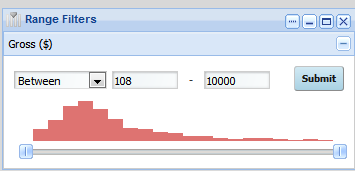 Range Filters
Gross ($)
Between 108 - 10000 Submit